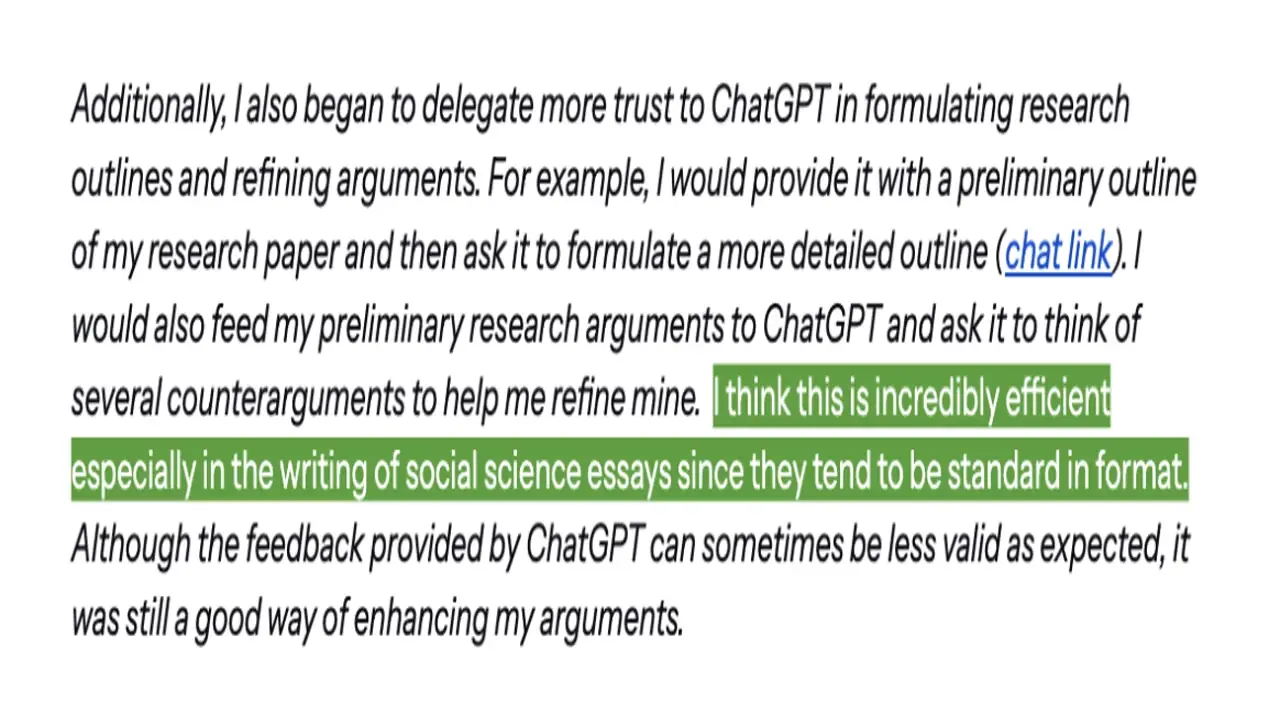 Additionally, I also began to delegate more trust to ChatGPT in formulating research
outlines and refining arguments. For example, I would provide it with a preliminary outline
of my research paper and then ask it to formulate a more detailed outline (chat link). I
would also feed my preliminary research arguments to ChatGPT and ask it to think of
several counterarguments to help me refine mine. I think this is incredibly efficient
especially in the writing of social science essays since they tend to be standard in format.
Although the feedback provided by ChatGPT can sometimes be less valid as expected, it
was still a good way of enhancing my arguments.